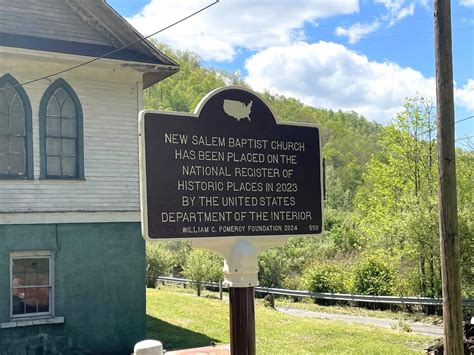 NEW SALEM BAPTIST CHURCH
HAS BEEN PLACED ON THE
NATIONAL REGISTER OF
HISTORIC PLACES IN 2023
BY THE UNITED STATES
DEPARTMENT OF THE INTERIOR
WILLIAM G. POMEROY FOUNDATION 2024 550